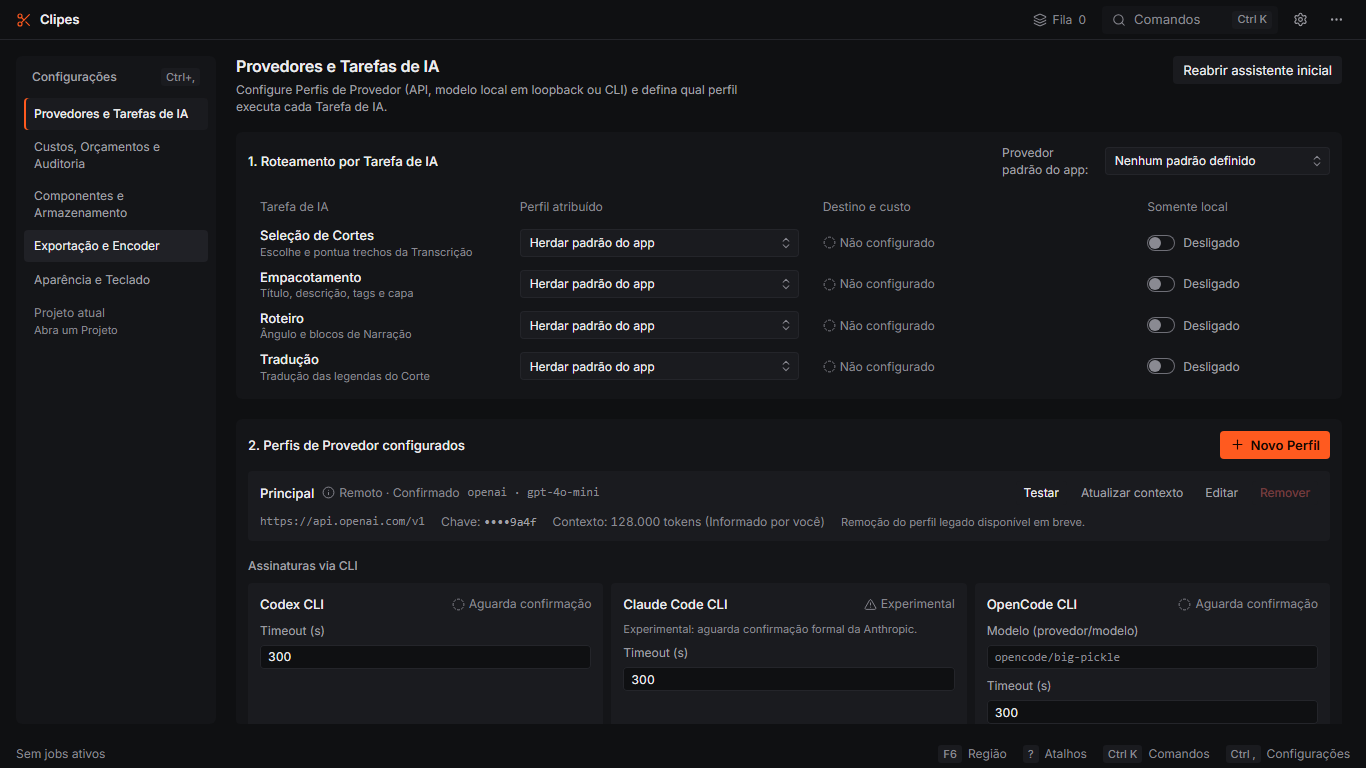 Clipes
Fila 0
Comandos Ctrl K
Configurações Ctrl+,
Provedores e Tarefas de IA
Custos, Orçamentos e
Auditoria
Componentes e
Armazenamento
Exportação e Encoder
Aparência e Teclado
Projeto atual
Abra um Projeto
Provedores e Tarefas de IA
Configure Perfis de Provedor (API, modelo local em loopback ou CLI) e defina qual perfil
executa cada Tarefa de IA.
Reabrir assistente inicial
1. Roteamento por Tarefa de IA
Provedor
padrão do app:
Nenhum padrão definido
Tarefa de IA Perfil atribuído Destino e custo Somente local
Seleção de Cortes
Escolhe e pontua trechos da Transcrição
Herdar padrão do app Não configurado Desligado
Empacotamento
Título, descrição, tags e capa
Herdar padrão do app Não configurado Desligado
Roteiro
Ângulo e blocos de Narração
Herdar padrão do app Não configurado Desligado
Tradução
Tradução das legendas do Corte
Herdar padrão do app Não configurado Desligado
2. Perfis de Provedor configurados
+ Novo Perfil
Principal Remoto · Confirmado openai · gpt-4o-mini
Testar Atualizar contexto Editar Remover
https://api.openai.com/v1 Chave: ••••9a4f Contexto: 128.000 tokens (Informado por você) Remoção do perfil legado disponível em breve.
Assinaturas via CLI
Codex CLI Aguarda confirmação
Timeout (s)
300
Claude Code CLI Experimental
Experimental: aguarda confirmação formal da Anthropic.
Timeout (s)
300
OpenCode CLI Aguarda confirmação
Modelo (provedor/modelo)
opencode/big-pickle
Timeout (s)
300
Sem jobs ativos
F6 Região ? Atalhos Ctrl K Comandos Ctrl , Configurações